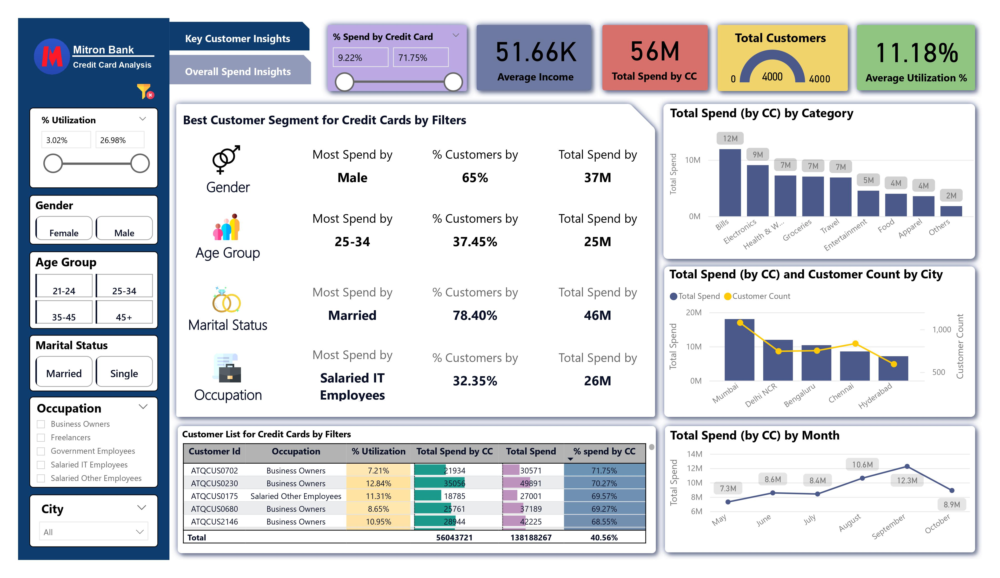 Mitron Bank
Credit Card Analysis
Key Customer Insights
Overall Spend Insights
% Spend by Credit Card
9.22% 71.75%
51.66K
Average Income
56M
Total Spend by CC
Total Customers
0 4000 4000
11.18%
Average Utilization %
% Utilization
3.02% 26.98%
Gender
Female Male
Age Group
21-24 25-34
35-45 45+
Marital Status
Married Single
Occupation
Business Owners
Freelancers
Government Employees
Salaried IT Employees
Salaried Other Employees
City
All
Best Customer Segment for Credit Cards by Filters
Gender
Most Spend by % Customers by Total Spend by
Male 65% 37M
Age Group
Most Spend by % Customers by Total Spend by
25-34 37.45% 25M
Marital Status
Most Spend by % Customers by Total Spend by
Married 78.40% 46M
Occupation
Most Spend by % Customers by Total Spend by
Salaried IT
Employees
32.35% 26M
Customer List for Credit Cards by Filters
Customer Id Occupation % Utilization Total Spend by CC Total Spend % spend by CC
ATQCUS0702 Business Owners 7.21% 21934 30571 71.75%
ATQCUS0230 Business Owners 12.84% 35056 49891 70.27%
ATQCUS0175 Salaried Other Employees 11.31% 18785 27001 69.57%
ATQCUS0680 Business Owners 8.65% 25761 37189 69.27%
ATQCUS2146 Business Owners 10.95% 28944 42225 68.55%
Total 56043721 138188267 40.56%
Total Spend (by CC) by Category
Total Spend
10M
0M
12M 9M 7M 7M 7M 5M 4M 4M 2M
Bills Electronics Health & W... Groceries Travel Entertainment Food Apparel Others
Total Spend (by CC) and Customer Count by City
Total Spend Customer Count
Total Spend
20M
10M
0M
1,000
500
Customer Count
Mumbai Delhi NCR Bengaluru Chennai Hyderabad
Total Spend (by CC) by Month
Total Spend
14M
12M
10M
8M
6M
7.3M 8.6M 8.4M 10.6M 12.3M 8.9M
May June July August September October